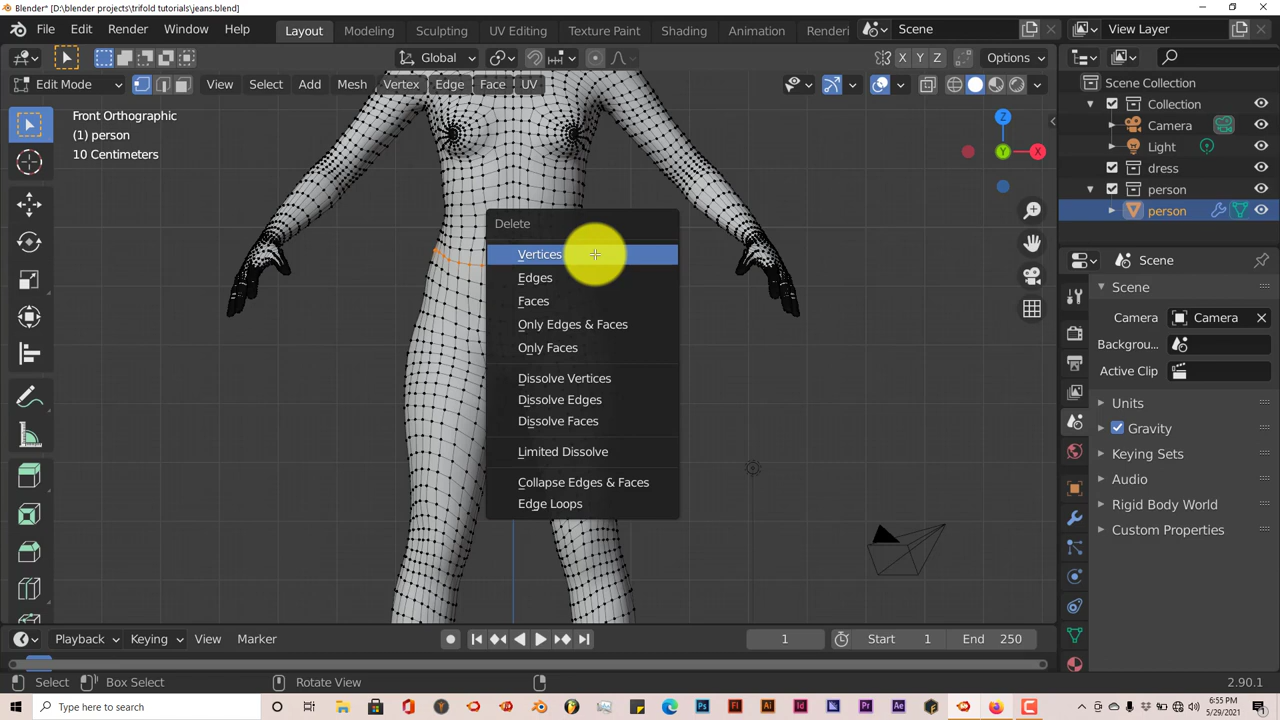 Blender* [D:\blender projects\trifold tutorials\jeans.blend]
File Edit Render Window Help Layout Modeling Sculpting UV Editing Texture Paint Shading Animation Renderi Scene View Layer
Global X Y Z Options
Edit Mode View Select Add Mesh Vertex Edge Face UV
Front Orthographic
(1) person
10 Centimeters
Z
Y
X
Scene Collection
Collection
Camera
Light
dress
person
person
Delete
Vertices
Edges
Faces
Only Edges & Faces
Only Faces
Dissolve Vertices
Dissolve Edges
Dissolve Faces
Limited Dissolve
Collapse Edges & Faces
Edge Loops
Scene
Scene
Camera Camera
Backgrou...
Active Clip
Units
Gravity
Keying Sets
Audio
Rigid Body World
Custom Properties
Playback Keying View Marker 1 Start 1 End 250
Select Box Select Rotate View 2.90.1
Type here to search
Ps Fl Ai Id Pr Ae
6:55 PM
5/29/2021